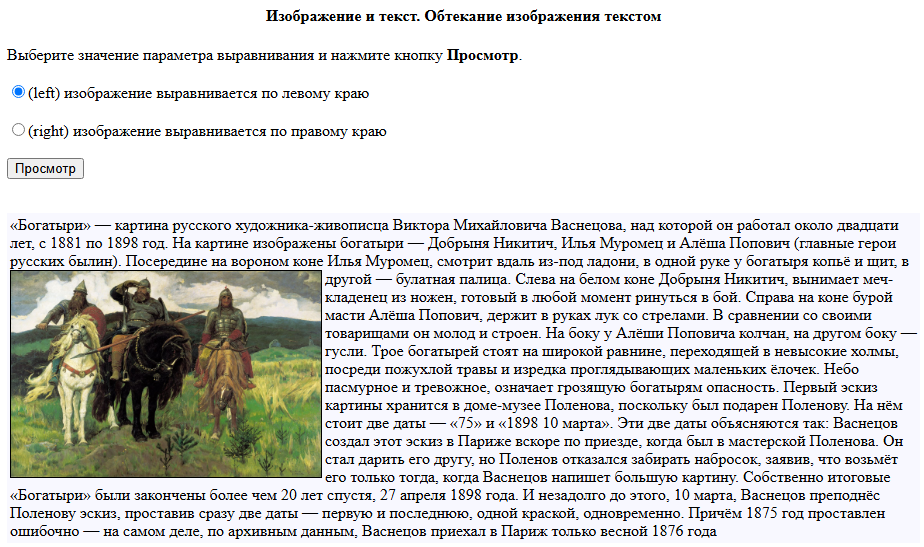 Изображение и текст. Обтекание изображения текстом
Выберите значение параметра выравнивания и нажмите кнопку Просмотр.
(left) изображение выравнивается по левому краю
(right) изображение выравнивается по правому краю
Просмотр
«Богатыри» — картина русского художника-живописца Виктора Михайловича Васнецова, над которой он работал около двадцати
лет, с 1881 по 1898 год. На картине изображены богатыри — Добрыня Никитич, Илья Муромец и Алёша Попович (главные герои
русских былин). Посередине на вороном коне Илья Муромец, смотрит вдаль из-под ладони, в одной руке у богатыря копьё и щит, в
другой — булатная палица. Слева на белом коне Добрыня Никитич, вынимает меч-
кладенец из ножен, готовый в любой момент ринуться в бой. Справа на коне бурой
масти Алёша Попович, держит в руках лук со стрелами. В сравнении со своими
товарищами он молод и строен. На боку у Алёши Поповича колчан, на другом боку —
гусли. Трое богатырей стоят на широкой равнине, переходящей в невысокие холмы,
посреди пожухлой травы и изредка проглядывающих маленьких ёлочек. Небо
пасмурное и тревожное, означает грозящую богатырям опасность. Первый эскиз
картины хранится в доме-музее Поленова, поскольку был подарен Поленову. На нём
стоит две даты — «75» и «1898 10 марта». Эти две даты объясняются так: Васнецов
создал этот эскиз в Париже вскоре по приезде, когда был в мастерской Поленова. Он
стал дарить его другу, но Поленов отказался забирать набросок, заявив, что возьмёт
его только тогда, когда Васнецов напишет большую картину. Собственно итоговые
«Богатыри» были закончены более чем 20 лет спустя, 27 апреля 1898 года. И незадолго до этого, 10 марта, Васнецов преподнёс
Поленову эскиз, проставив сразу две даты — первую и последнюю, одной краской, одновременно. Причём 1875 год проставлен
ошибочно — на самом деле, по архивным данным, Васнецов приехал в Париж только весной 1876 года